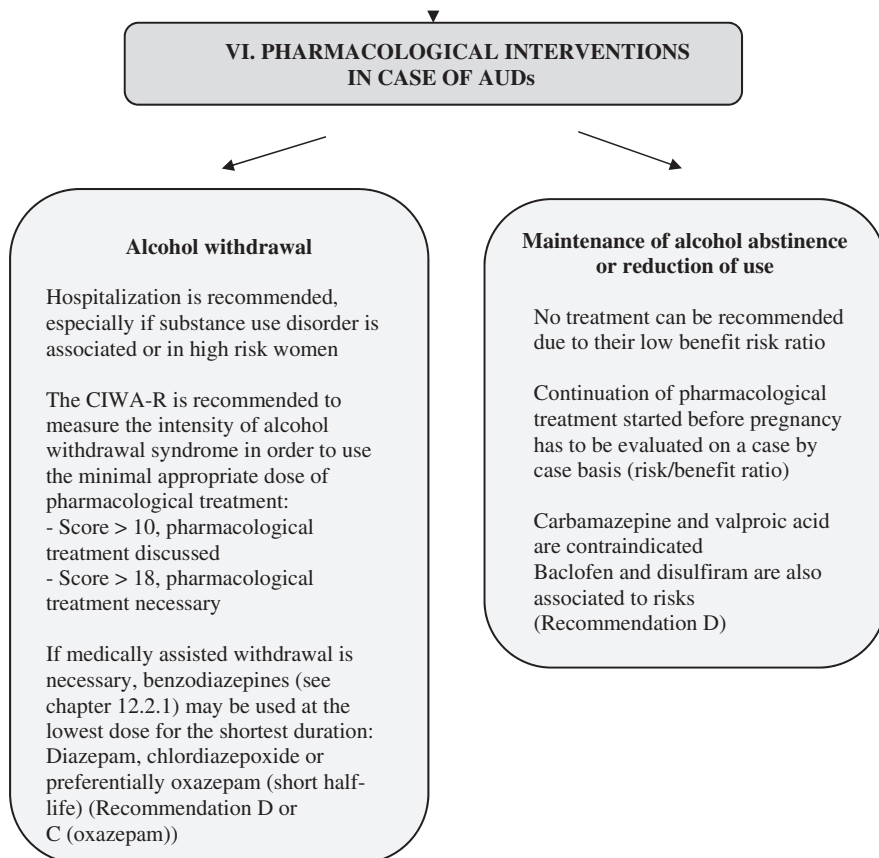 VI. PHARMACOLOGICAL INTERVENTIONS
IN CASE OF AUDs
Alcohol withdrawal
Hospitalization is recommended,
especially if substance use disorder is
associated or in high risk women
The CIWA-R is recommended to
measure the intensity of alcohol
withdrawal syndrome in order to use
the minimal appropriate dose of
pharmacological treatment:
- Score > 10, pharmacological
treatment discussed
- Score > 18, pharmacological
treatment necessary
If medically assisted withdrawal is
necessary, benzodiazepines (see
chapter 12.2.1) may be used at the
lowest dose for the shortest duration:
Diazepam, chlordiazepoxide or
preferentially oxazepam (short half-
life) (Recommendation D or
C (oxazepam))
Maintenance of alcohol abstinence
or reduction of use
No treatment can be recommended
due to their low benefit risk ratio
Continuation of pharmacological
treatment started before pregnancy
has to be evaluated on a case by
case basis (risk/benefit ratio)
Carbamazepine and valproic acid
are contraindicated
Baclofen and disulfiram are also
associated to risks
(Recommendation D)